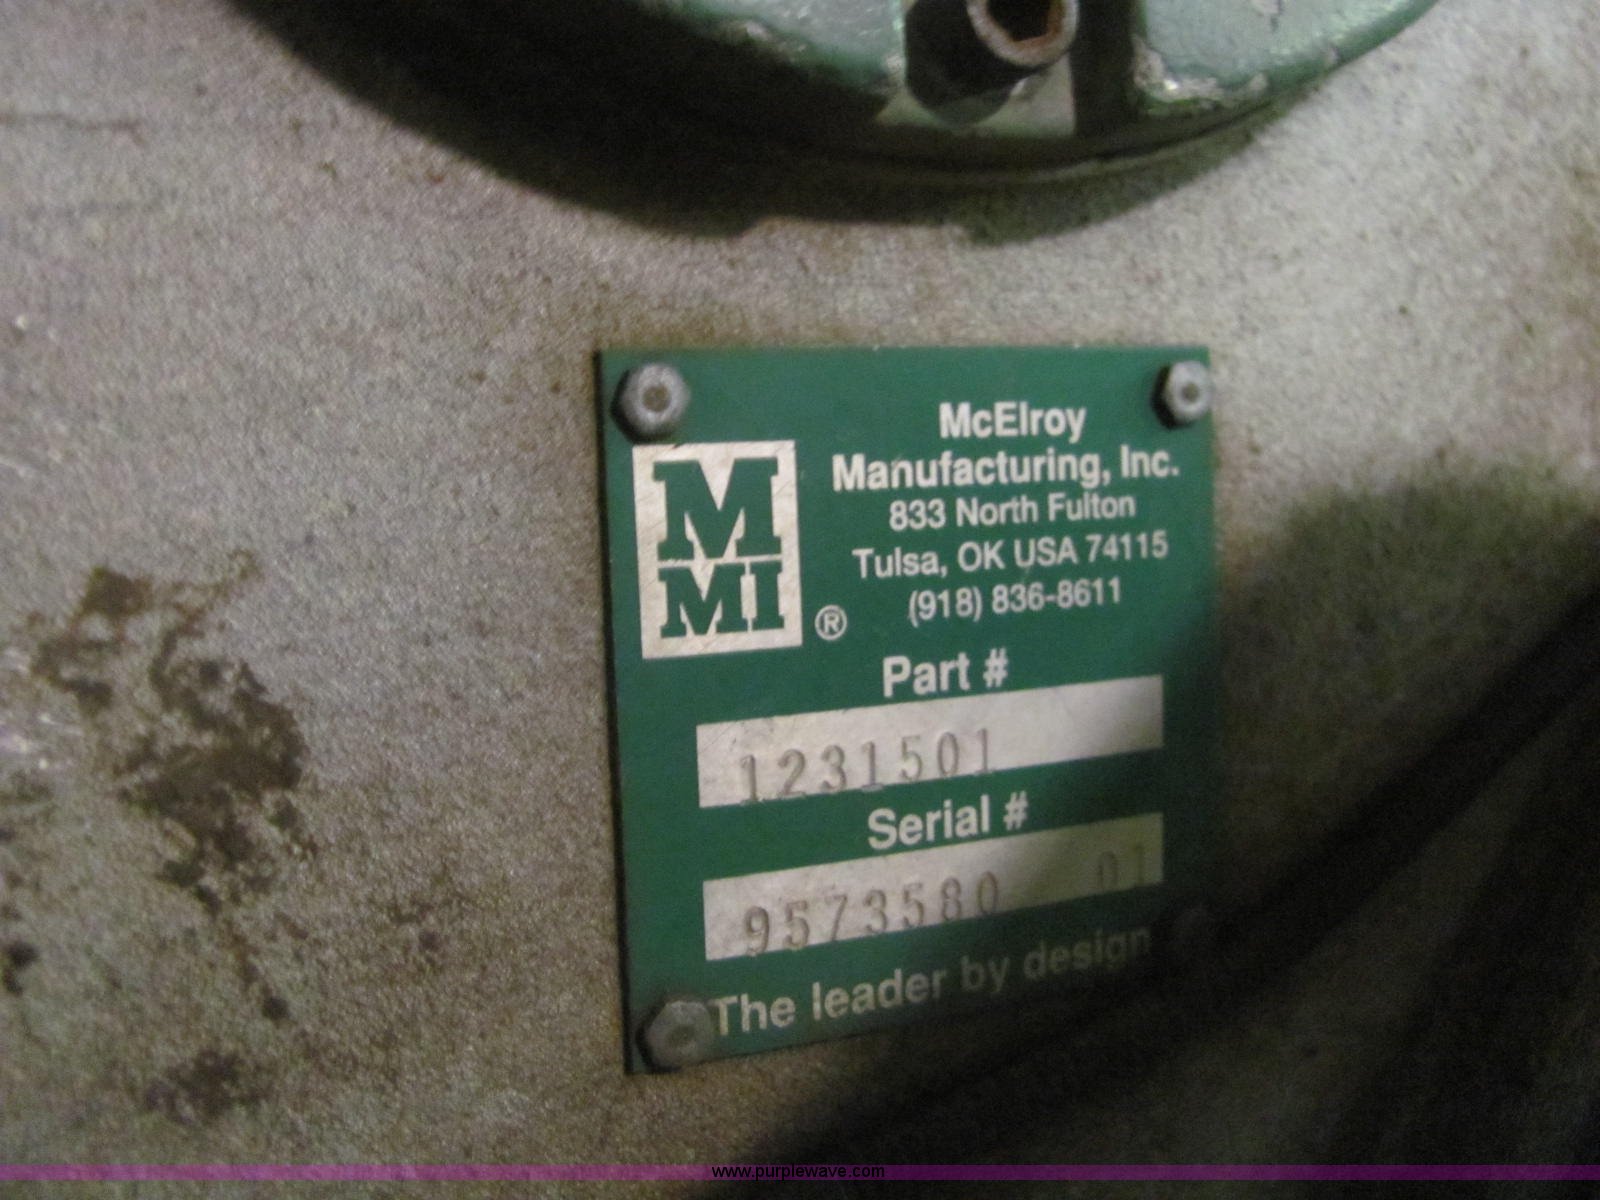 McElroy
Manufacturing, Inc.
833 North Fulton
Tulsa, OK USA 74115
(918) 836-8611
M
MI
®
Part #
1231501
Serial #
9573580 01
The leader by design
www.purplewave.com